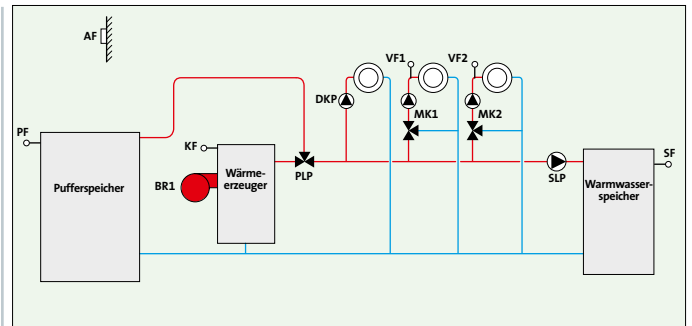 AF
VF1
VF2
DKP
MK1
MK2
PF
KF
SF
Pufferspeicher
BR1
Wärme-
erzeuger
PLP
SLP
Warmwasser-
speicher